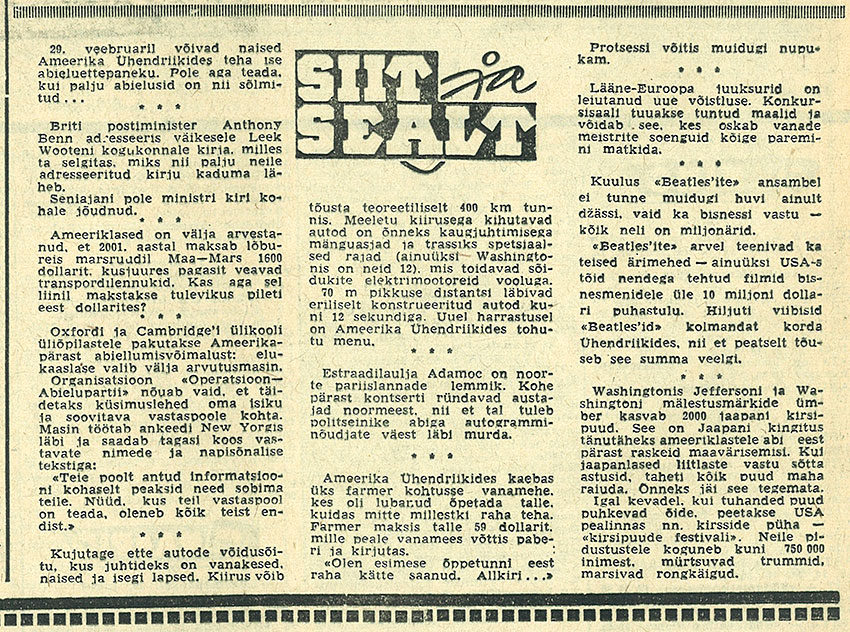 29. veebruaril võivad naised
Ameerika Ühendriikides teha ise
abieluettepaneku. Pole aga teada,
kui palju abielusid on nii sõlmi-
tud ...
* * *
Briti postiminister Anthony
Benn adresseeris väikesele Leek
Wooteni kogukonnale kirja, milles
ta selgitas, miks nii palju neile
adresseeritud kirju kaduma lä-
heb.
Seniajani pole ministri kiri ko-
hale jõudnud.
* * *
Ameeriklased on välja arvesta-
nud, et 2001. aastal maksab lõbu-
reis marsruudil Maa—Mars 1600
dollarit, kusjuures pagasit veavad
transpordilennukid. Kas aga sel
liinil makstakse tulevikus pileti
eest dollarites?
* * *
Oxfordi ja Cambridge'i ülikooli
üliõpilastele pakutakse Ameerika-
pärast abiellumisvõimalust: elu-
kaaslase valib välja arvutusmasin.
Organisatsioon «Operatsioon—
Abielupartii» nõuab vaid, et täi-
detaks küsimuslehed oma isiku
ja soovitava vastaspoole kohta.
Masin töötab ankeedi New Yorgis
läbi ja saadab tagasi koos vas-
tavate nimede ja napisõnalise
tekstiga:
«Teie poolt antud informatsioo-
ni kohaselt peaksid need sobima
teile. Nüüd, kus teil vastaspool
on teada, oleneb kõik teist en-
dist.»
* * *
Kujutage ette autode võidusõi-
tu, kus juhtideks on vanakesed,
naised ja isegi lapsed. Kiirus võib
SIIT ja
SEALT
tõusta teoreetiliselt 400 km tun-
nis. Meeletu kiirusega kihutavad
autod on õnneks kaugjuhtimisega
mänguasjad ja trassiks spetsiaal-
sed rajad (ainuüksi Washingto-
nis on neid 12), mis toidavad sõi-
dukite elektrimootoreid vooluga.
70 m pikkuse distantsi läbivad
eriliselt konstrueeritud autod ku-
ni 12 sekundiga. Uuel harrastusel
on Ameerika Ühendriikides tohu-
tu menu.
* * *
Estraadilaulja Adamoc on noor-
te pariislannade lemmik. Kohe
pärast kontserti ründavad austa-
jad noormeest, nii et tal tuleb
politseinike abiga autogrammi-
nõudjate väest läbi murda.
* * *
Ameerika Ühendriikides kaebas
üks farmer kohtusse vanamehe,
kes oli lubanud õpetada talle,
kuidas mitte millestki raha teha.
Farmer maksis talle 59 dollarit,
mille peale vanamees võttis pabe-
ri ja kirjutas.
«Olen esimese õppetunni eest
raha kätte saanud. Allkiri ...»
Protsessi võitis muidugi nupu-
kam.
* * *
Lääne-Euroopa juuksurid on
leiutanud uue võistluse. Konkur-
sisaali tuuakse tuntud maalid ja
võidab see, kes oskab vanade
meistrite soenguid kõige paremi-
ni matkida.
* * *
Kuulus «Beatles'ite» ansambel
ei tunne muidugi huvi ainult
džässi, vaid ka bisnessi vastu —
kõik neli on miljonärid.
«Beatles'ite» arvel teenivad ka
teised ärimehed — ainuüksi USA-s
tõid nendega tehtud filmid bis-
nesmenidele üle 10 miljoni dolla-
ri puhastulu. Hiljuti viibisid
«Beatles'id» kolmandat korda
Ühendriikides, nii et peatselt tõu-
seb see summa veelgi.
* * *
Washingtonis Jeffersoni ja Wa-
shingtoni mälestusmärkide üm-
ber kasvab 2000 jaapani kirsi-
puud. See on Jaapani kingitus
tänutäheks ameeriklastele abi eest
pärast raskeid maavärisemisi. Kui
jaapanlased liitlaste vastu sõtta
astusid, taheti kõik puud maha
raiuda. Õnneks jäi see tegemata.
Igal kevadel, kui tuhanded puud
puhkevad õide, peetakse USA
pealinnas nn. kirsside püha —
«kirsipuude festivali». Neile pi-
dustustele koguneb kuni 750 000
inimest, mürtsuvad trummid,
marsivad rongkäigud.